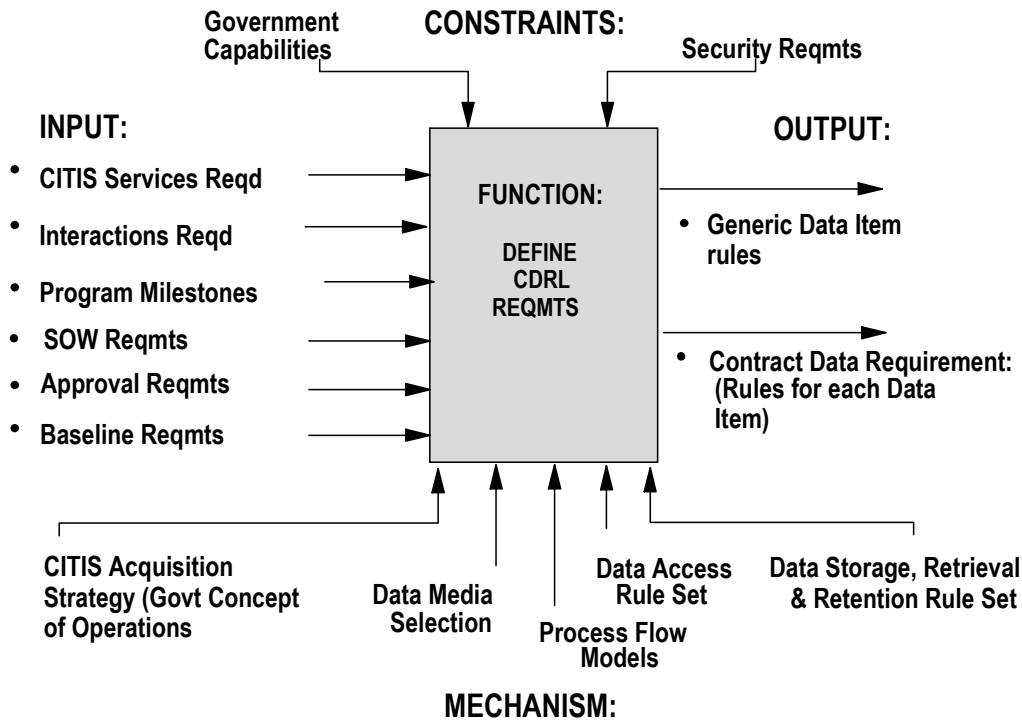 Government
Capabilities
CONSTRAINTS:
Security Reqmts
INPUT:
OUTPUT:
• CITIS Services Reqd
• Interactions Reqd
• Program Milestones
• SOW Reqmts
• Approval Reqmts
• Baseline Reqmts
FUNCTION:
DEFINE
CDRL
REQMTS
• Generic Data Item
rules
• Contract Data Requirement:
(Rules for each Data
Item)
CITIS Acquisition
Strategy (Govt Concept
of Operations
Data Media
Selection
Process Flow
Models
Data Access
Rule Set
Data Storage, Retrieval
& Retention Rule Set
MECHANISM: